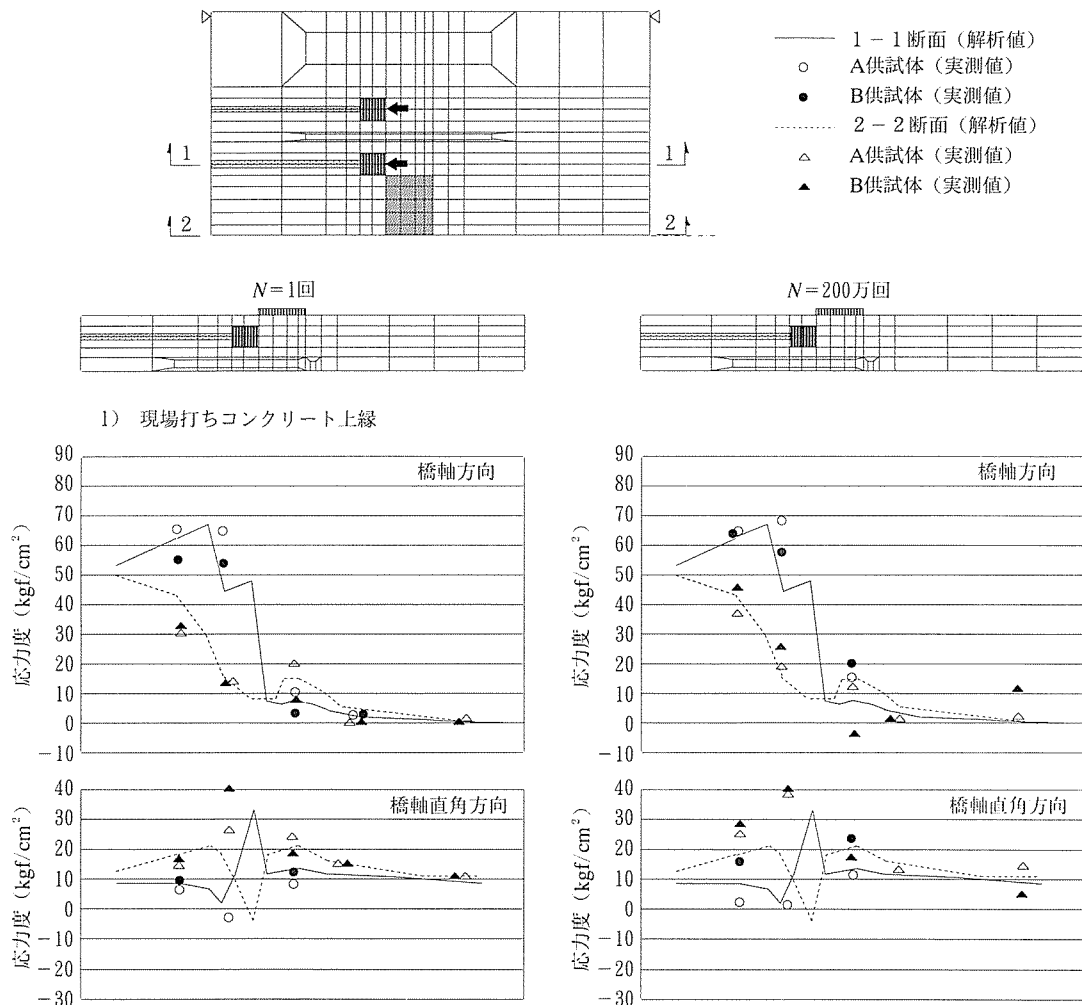 1－1断面（解析値）
A供試体（実測値）
B供試体（実測値）
2－2断面（解析値）
A供試体（実測値）
B供試体（実測値）
1
1
2
2
N＝1回
N＝200万回
1） 現場打ちコンクリート上縁
橋軸方向
応力度（kgf/cm²）
90
80
70
60
50
40
30
20
10
0
－10
橋軸方向
応力度（kgf/cm²）
90
80
70
60
50
40
30
20
10
0
－10
橋軸直角方向
応力度（kgf/cm²）
40
30
20
10
0
－10
－20
－30
橋軸直角方向
応力度（kgf/cm²）
40
30
20
10
0
－10
－20
－30